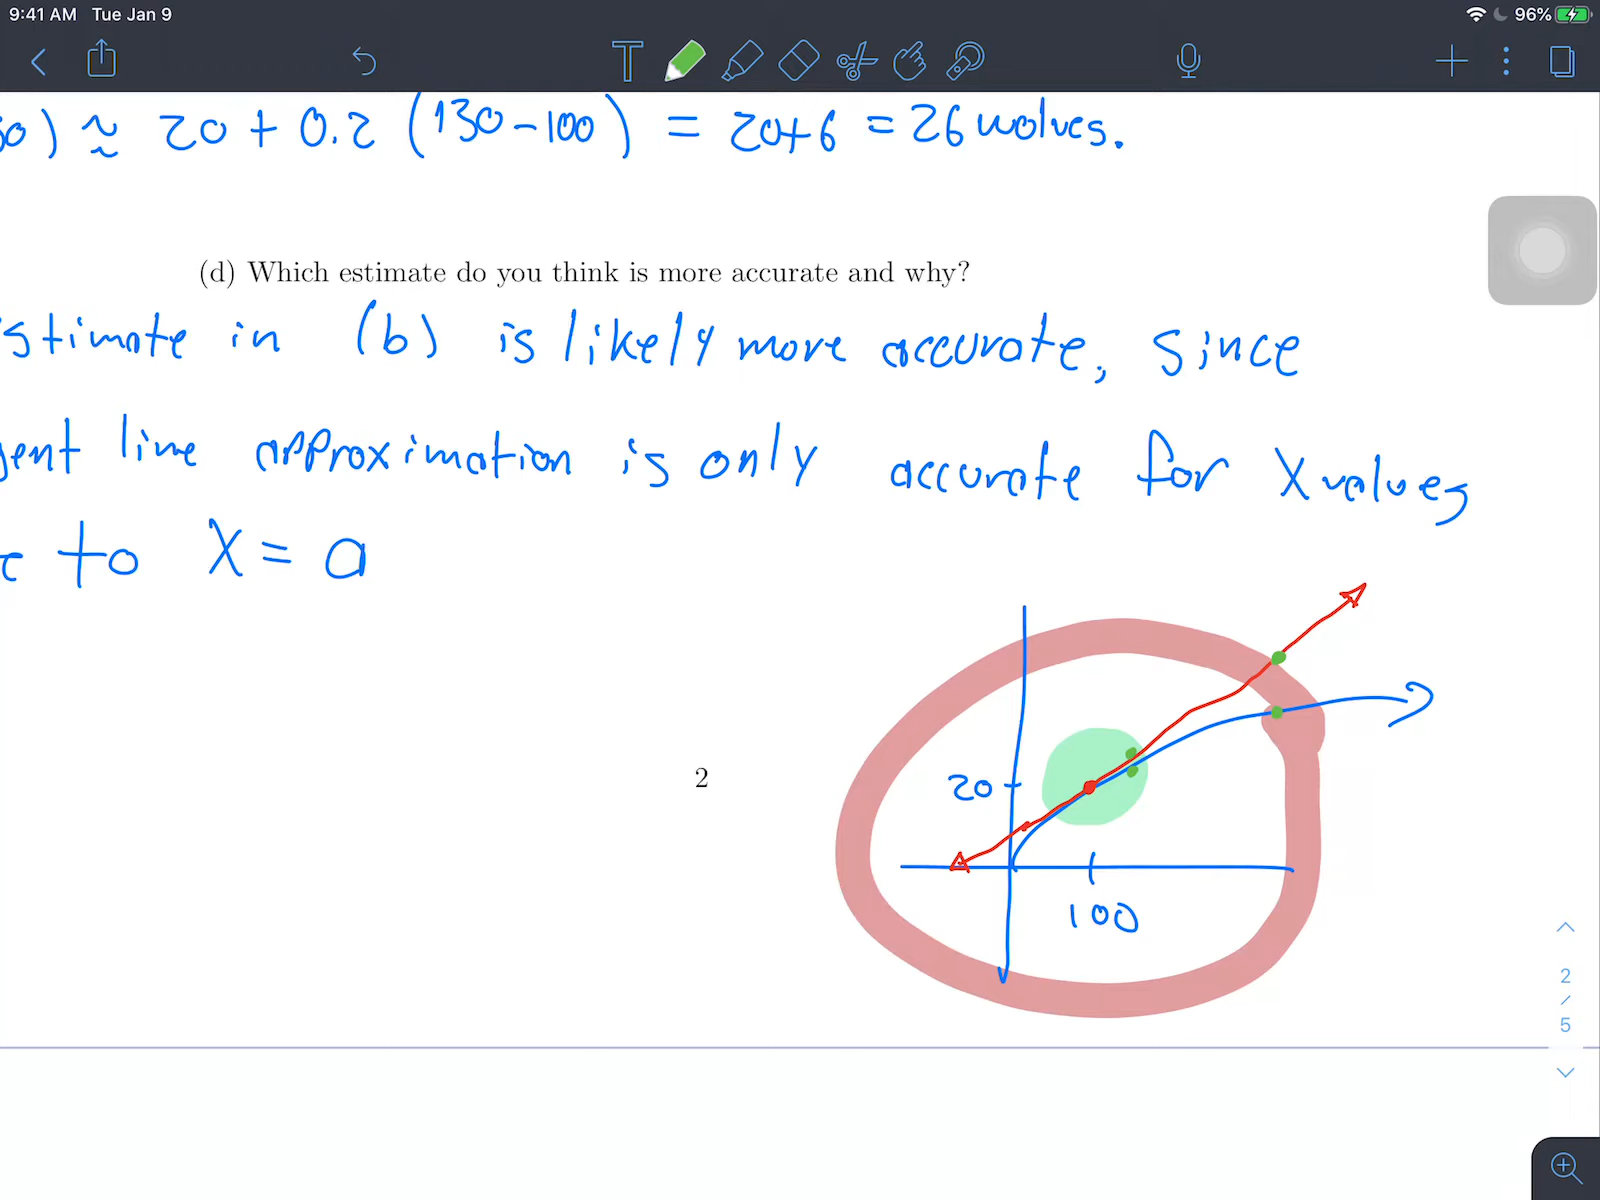 9:41 AM Tue Jan 9
96%
30) ≈ 20 + 0.2 (130-100) = 20+6 = 26 wolves.
(d) Which estimate do you think is more accurate and why?
stimate in (b) is likely more accurate, since
gent line approximation is only accurate for x values
e to x = a
20
100
2
2
/
5